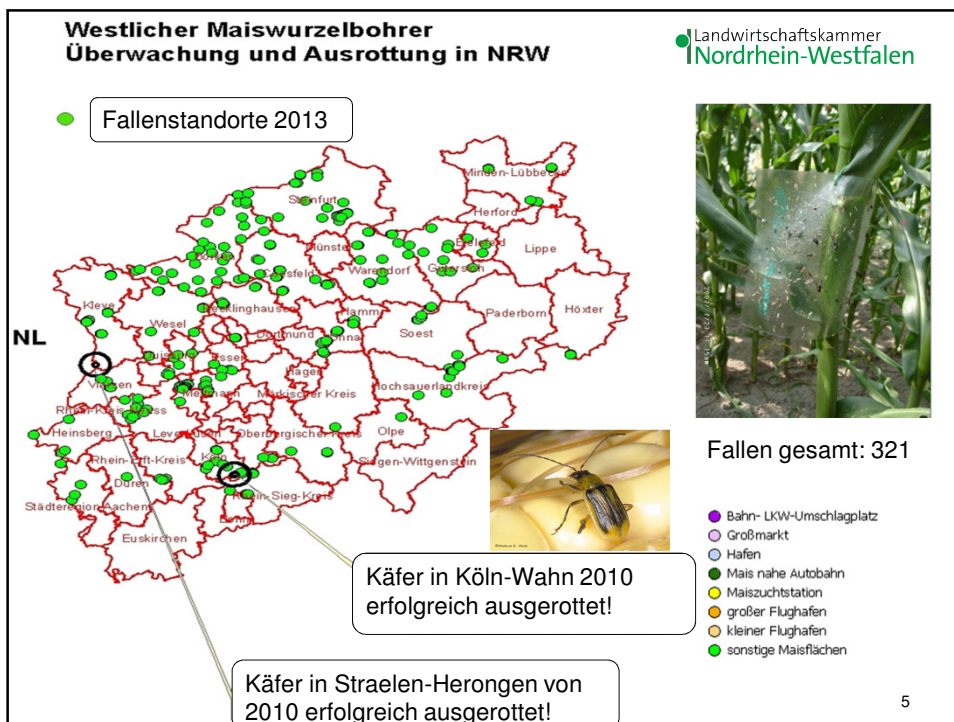 Westlicher Maiswurzelbohrer
Überwachung und Ausrottung in NRW
Landwirtschaftskammer
Nordrhein-Westfalen
Fallenstandorte 2013
Minden-Lübbecke
Steinfurt
Herford
Lippe
Münster
Bielefeld
Borken
Coesfeld
Warendorf
Gütersloh
Kleve
Recklinghausen
Hamm
Paderborn
Höxter
Wesel
Dortmund
Unna
Soest
NL
Duisburg
Essen
Hagen
Viersen
Mettmann
Märkischer Kreis
Hochsauerlandkreis
Rhein-Kreis Neuss
Heinsberg
Leverkusen
Oberbergischer Kreis
Olpe
Rhein-Erft-Kreis
Köln
Siegen-Wittgenstein
Düren
Rhein-Sieg-Kreis
Städteregion Aachen
Bonn
Euskirchen
Fallen gesamt: 321
Bahn- LKW-Umschlagplatz
Großmarkt
Hafen
Mais nahe Autobahn
Maiszuchtstation
großer Flughafen
kleiner Flughafen
sonstige Maisflächen
Käfer in Köln-Wahn 2010
erfolgreich ausgerottet!
Käfer in Straelen-Herongen von
2010 erfolgreich ausgerottet!
5